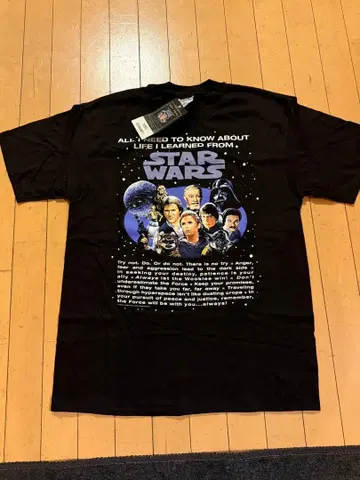 ALL I NEED TO KNOW ABOUT
LIFE I LEARNED FROM
STAR
WARS
Try not. Do. Or do not. There is no try • Anger,
fear and aggression lead to the dark side •
in seeking your destiny, patience is your
ally • Always let the Wookiee win • Don't
underestimate the Force • Keep your promises,
even if they take you far, far away • Traveling
through hyperspace isn't like dusting crops • In
your pursuit of peace and justice, remember,
the Force will be with you...always!